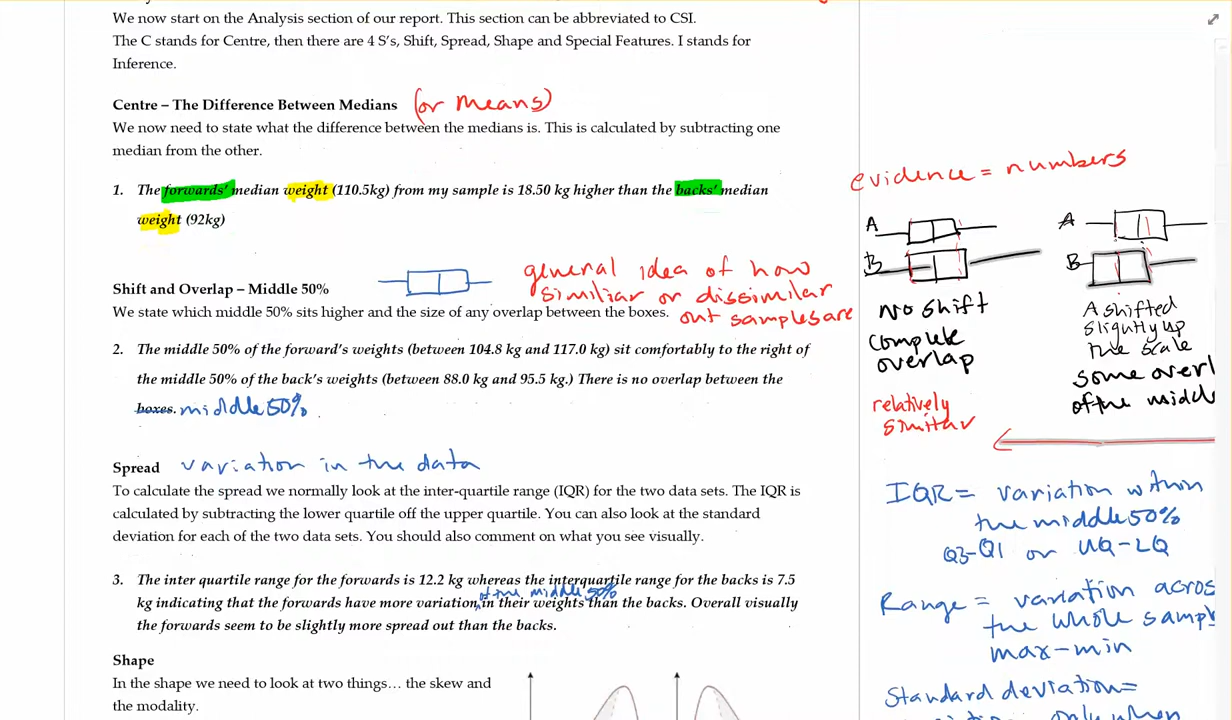 We now start on the Analysis section of our report. This section can be abbreviated to CSI.
The C stands for Centre, then there are 4 S's, Shift, Spread, Shape and Special Features. I stands for
Inference.
Centre – The Difference Between Medians (or means)
We now need to state what the difference between the medians is. This is calculated by subtracting one
median from the other.
1. The forwards' median weight (110.5kg) from my sample is 18.50 kg higher than the backs' median
weight (92kg)
Shift and Overlap – Middle 50%
general idea of how
similiar or dissimilar
out samples are
We state which middle 50% sits higher and the size of any overlap between the boxes.
2. The middle 50% of the forward's weights (between 104.8 kg and 117.0 kg) sit comfortably to the right of
the middle 50% of the back's weights (between 88.0 kg and 95.5 kg.) There is no overlap between the
boxes. middle 50%
Spread variation in the data
To calculate the spread we normally look at the inter-quartile range (IQR) for the two data sets. The IQR is
calculated by subtracting the lower quartile off the upper quartile. You can also look at the standard
deviation for each of the two data sets. You should also comment on what you see visually.
3. The inter quartile range for the forwards is 12.2 kg whereas the interquartile range for the backs is 7.5
of the middle 50%
kg indicating that the forwards have more variation in their weights than the backs. Overall visually
the forwards seem to be slightly more spread out than the backs.
Shape
In the shape we need to look at two things… the skew and
the modality.
evidence = numbers
A
B
No shift
complete
overlap
relatively
similar
A
B
A shifted
slightly up
the scale
some overl
of the middle
IQR = variation within
the middle 50%
Q3-Q1 or UQ-LQ
Range = variation across
the whole samp
max-min
Standard deviation =
only when